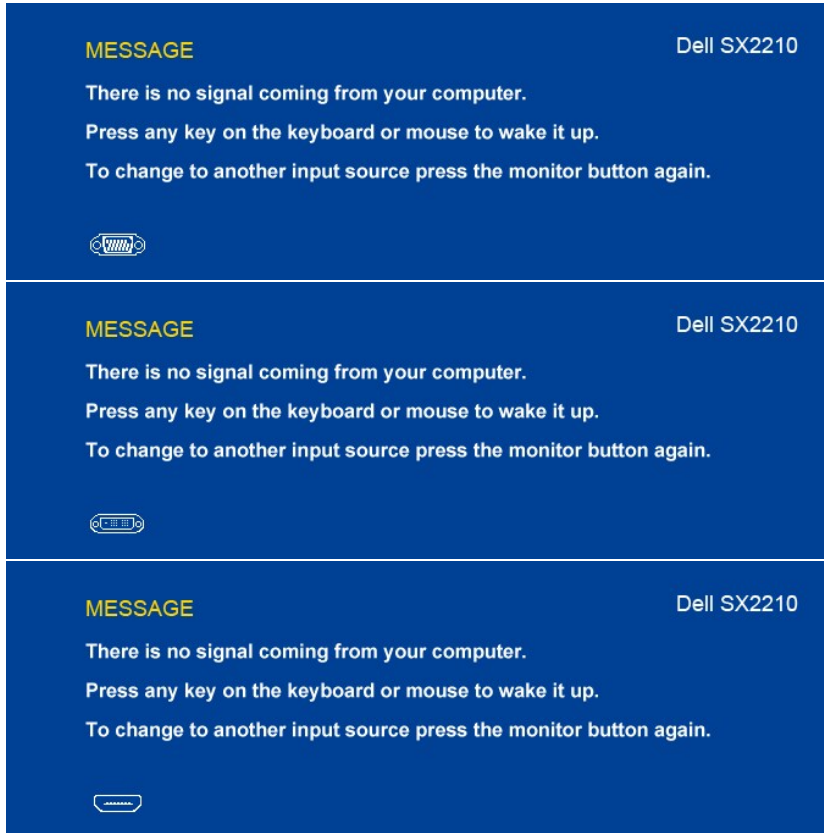 Dell SX2210
MESSAGE
There is no signal coming from your computer.
Press any key on the keyboard or mouse to wake it up.
To change to another input source press the monitor button again.
Dell SX2210
MESSAGE
There is no signal coming from your computer.
Press any key on the keyboard or mouse to wake it up.
To change to another input source press the monitor button again.
Dell SX2210
MESSAGE
There is no signal coming from your computer.
Press any key on the keyboard or mouse to wake it up.
To change to another input source press the monitor button again.